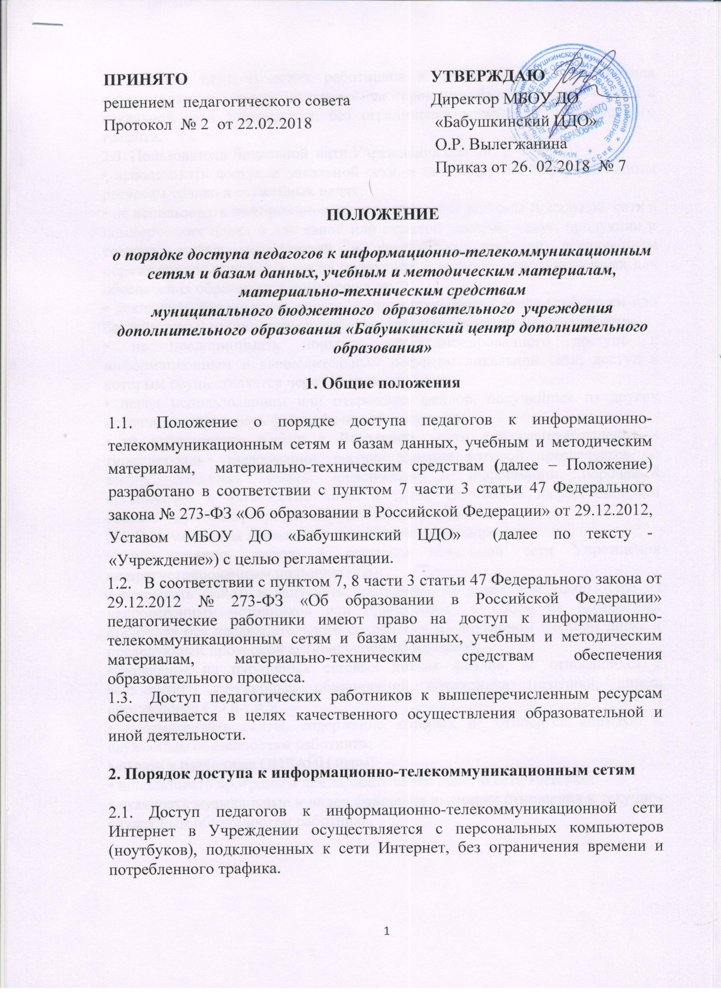 ПРИНЯТО
решением педагогического совета
Протокол № 2 от 22.02.2018
УТВЕРЖДАЮ
Директор МБОУ ДО
«Бабушкинский ЦДО»
О.Р. Вылегжанина
Приказ от 26. 02.2018 № 7
Бабушкинского муниципального района
ОБРАЗОВАТЕЛЬНОЕ УЧРЕЖДЕНИЕ
"БАБУШКИНСКИЙ
ЦЕНТР
ДОПОЛНИТЕЛЬНОГО
ОБРАЗОВАНИЯ"
ПОЛОЖЕНИЕ
о порядке доступа педагогов к информационно-телекоммуникационным
сетям и базам данных, учебным и методическим материалам,
материально-техническим средствам
муниципального бюджетного образовательного учреждения
дополнительного образования «Бабушкинский центр дополнительного
образования»
1. Общие положения
1.1. Положение о порядке доступа педагогов к информационно-
телекоммуникационным сетям и базам данных, учебным и методическим
материалам, материально-техническим средствам (далее – Положение)
разработано в соответствии с пунктом 7 части 3 статьи 47 Федерального
закона № 273-ФЗ «Об образовании в Российской Федерации» от 29.12.2012,
Уставом МБОУ ДО «Бабушкинский ЦДО» (далее по тексту -
«Учреждение») с целью регламентации.
1.2. В соответствии с пунктом 7, 8 части 3 статьи 47 Федерального закона от
29.12.2012 № 273-ФЗ «Об образовании в Российской Федерации»
педагогические работники имеют право на доступ к информационно-
телекоммуникационным сетям и базам данных, учебным и методическим
материалам, материально-техническим средствам обеспечения
образовательного процесса.
1.3. Доступ педагогических работников к вышеперечисленным ресурсам
обеспечивается в целях качественного осуществления образовательной и
иной деятельности.
2. Порядок доступа к информационно-телекоммуникационным сетям
2.1. Доступ педагогов к информационно-телекоммуникационной сети
Интернет в Учреждении осуществляется с персональных компьютеров
(ноутбуков), подключенных к сети Интернет, без ограничения времени и
потребленного трафика.
1